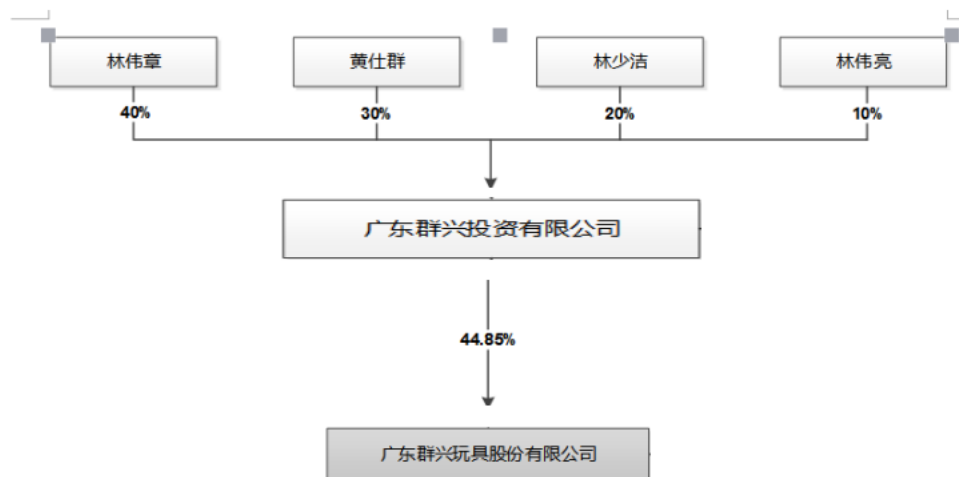 林伟章 黄仕群 林少洁 林伟亮
40% 30% 20% 10%
广东群兴投资有限公司
44.85%
广东群兴玩具股份有限公司